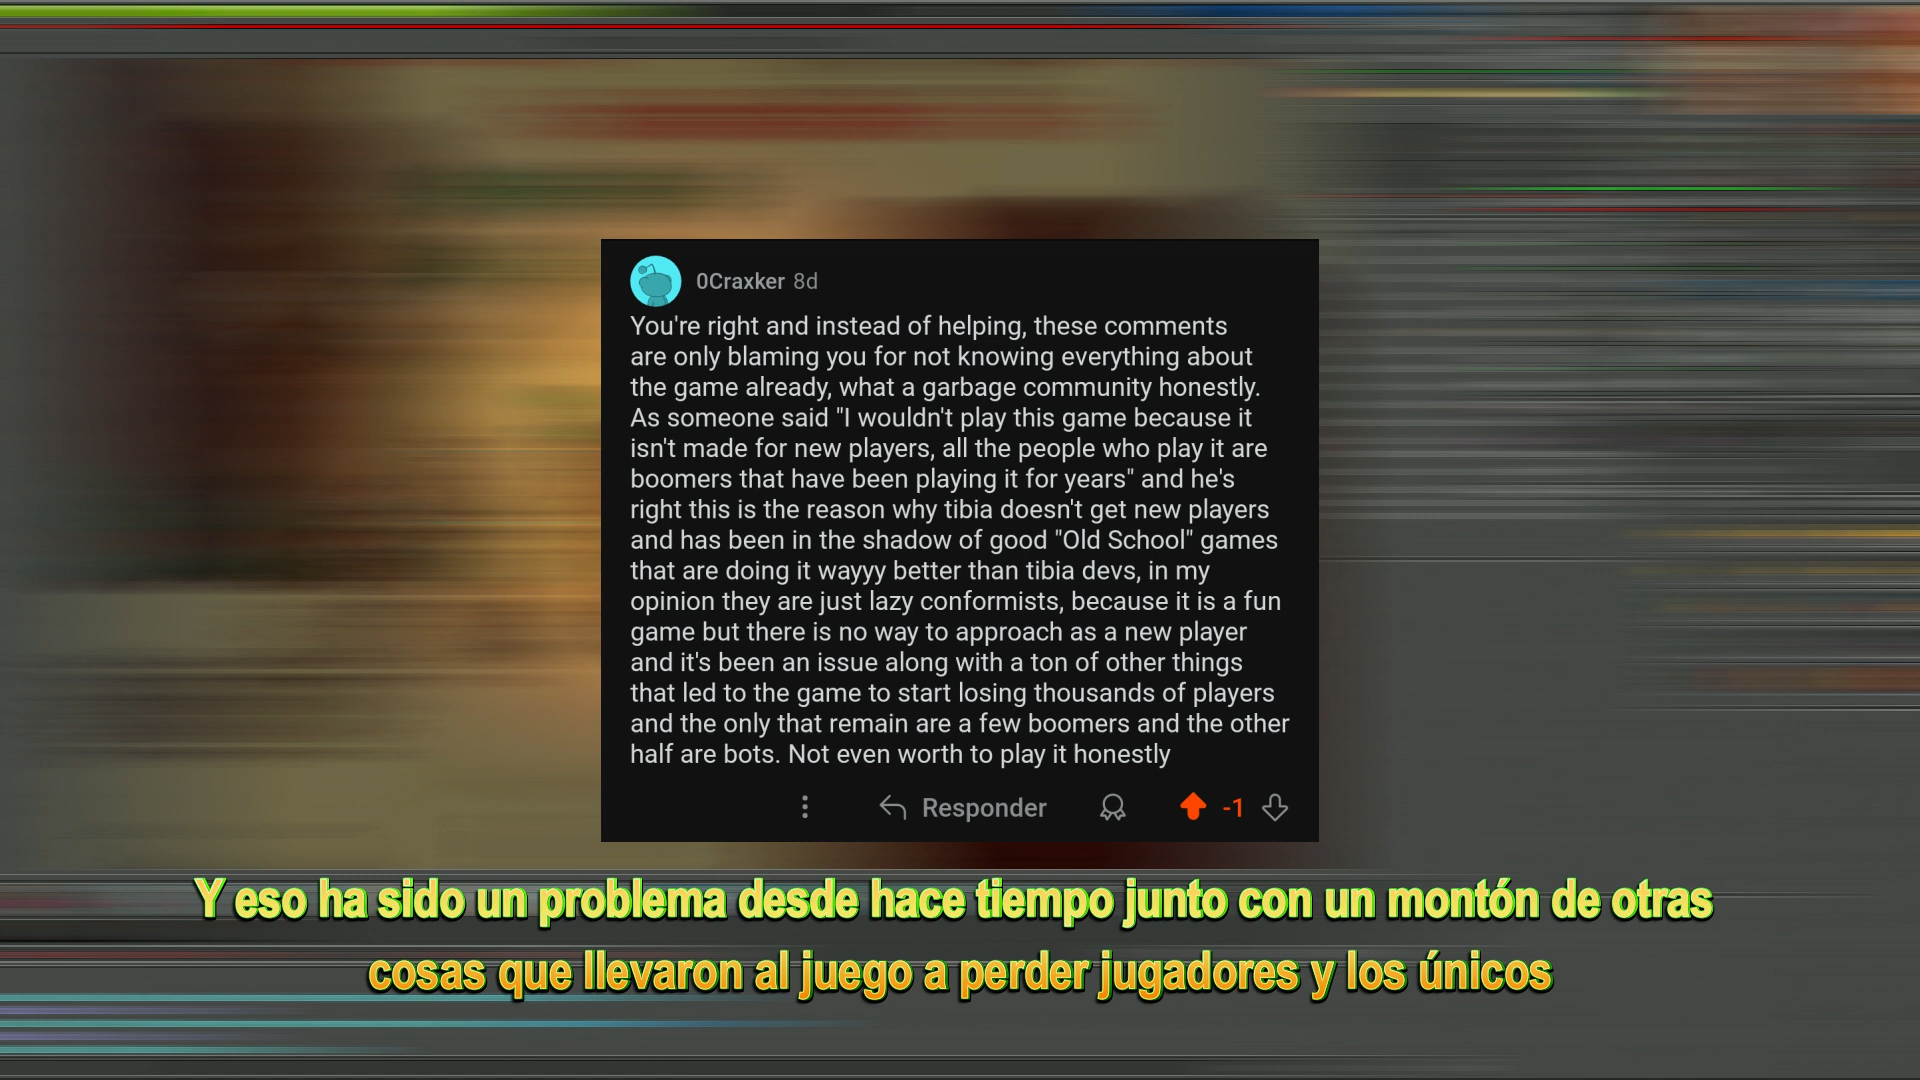 0Craxker 8d
You're right and instead of helping, these comments
are only blaming you for not knowing everything about
the game already, what a garbage community honestly.
As someone said "I wouldn't play this game because it
isn't made for new players, all the people who play it are
boomers that have been playing it for years" and he's
right this is the reason why tibia doesn't get new players
and has been in the shadow of good "Old School" games
that are doing it wayyy better than tibia devs, in my
opinion they are just lazy conformists, because it is a fun
game but there is no way to approach as a new player
and it's been an issue along with a ton of other things
that led to the game to start losing thousands of players
and the only that remain are a few boomers and the other
half are bots. Not even worth to play it honestly
Responder -1
Y eso ha sido un problema desde hace tiempo junto con un montón de otras
cosas que llevaron al juego a perder jugadores y los únicos